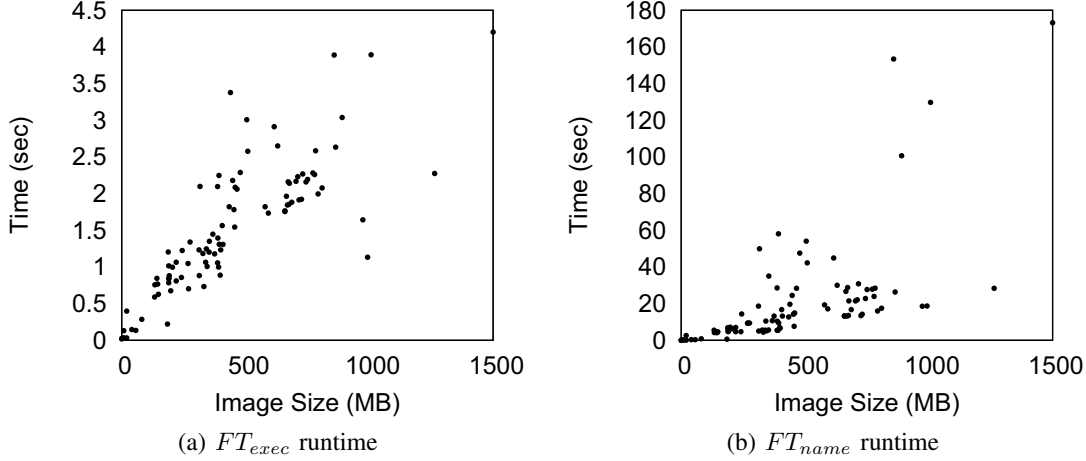 4.5
4
3.5
3
2.5
2
1.5
1
0.5
0
Time (sec)
0 500 1000 1500
Image Size (MB)
(a) FT_exec runtime
180
160
140
120
100
80
60
40
20
0
Time (sec)
0 500 1000 1500
Image Size (MB)
(b) FT_name runtime